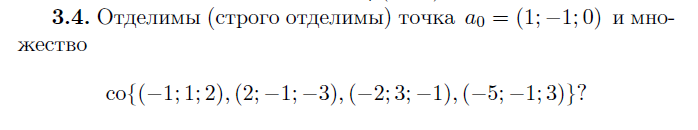 3.4. Отделимы (строго отделимы) точка a₀ = (1; −1; 0) и мно-
жество
co{(−1; 1; 2), (2; −1; −3), (−2; 3; −1), (−5; −1; 3)}?